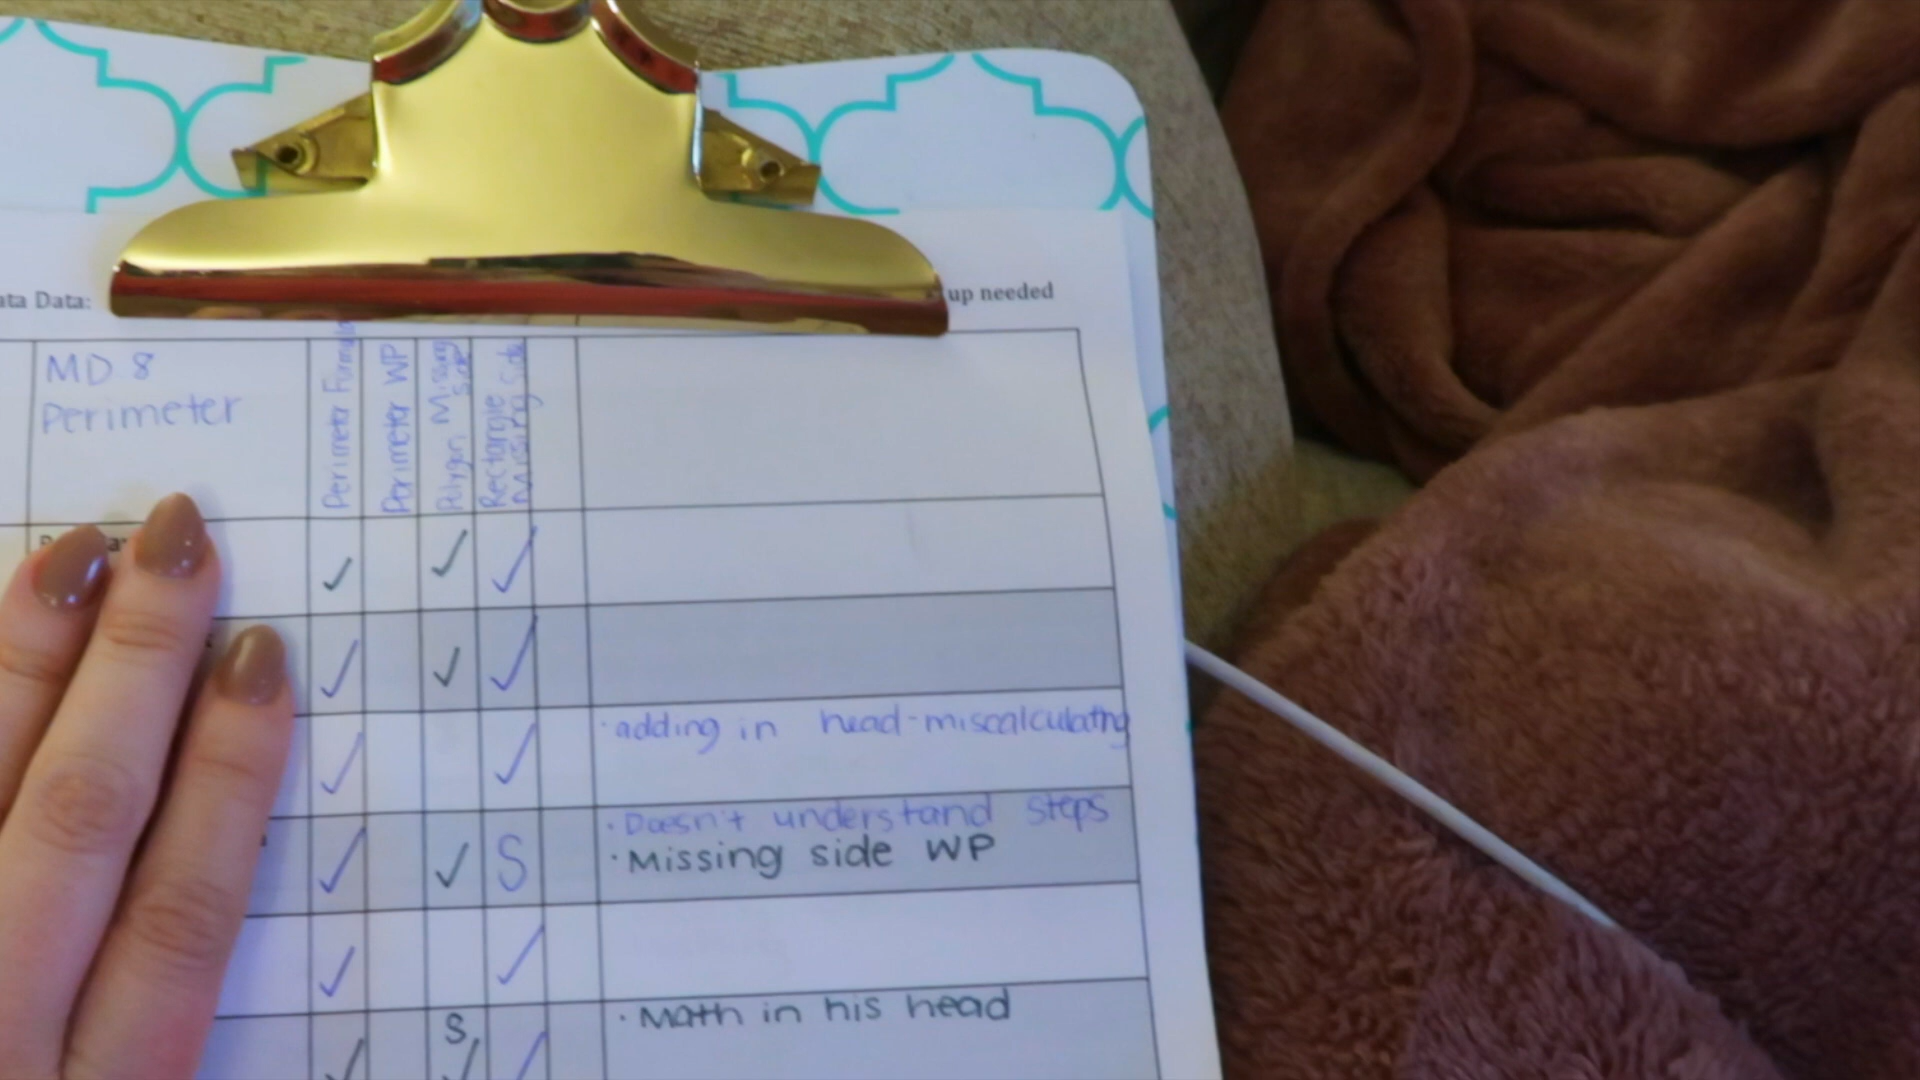 ata Data:
up needed
MD 8
Perimeter
Perimeter Formula
Perimeter WP
Polygon Missing
Side
Rectangle
Missing Side
· adding in head - miscalculating
· Doesn't understand steps
· Missing side WP
S
· Math in his head
S